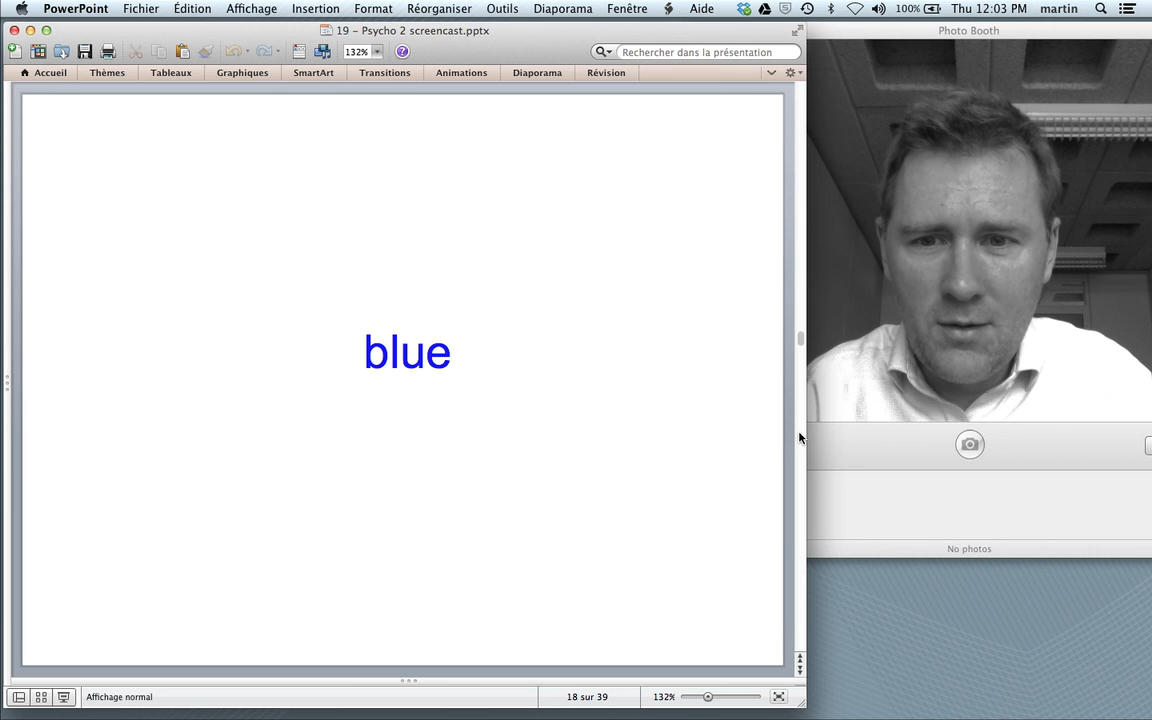 PowerPoint Fichier Édition Affichage Insertion Format Réorganiser Outils Diaporama Fenêtre Aide 100% Thu 12:03 PM martin
19 – Psycho 2 screencast.pptx
Photo Booth
132% Rechercher dans la présentation
Accueil Thèmes Tableaux Graphiques SmartArt Transitions Animations Diaporama Révision
blue
No photos
Affichage normal 18 sur 39 132%